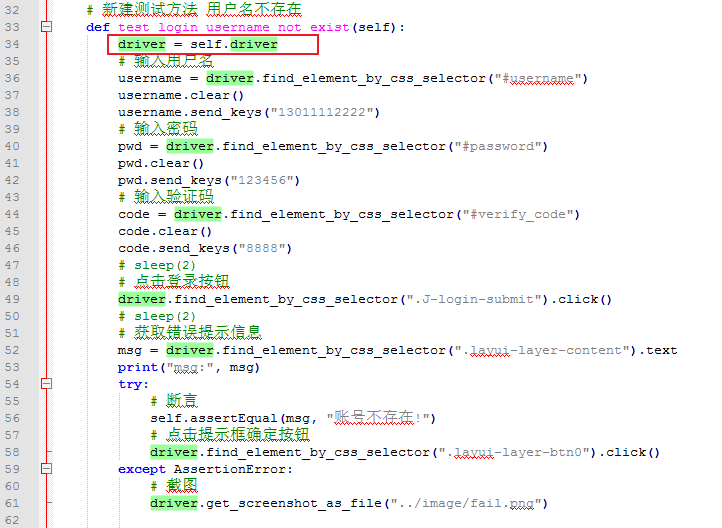 32 # 新建测试方法 用户名不存在
33 def test_login_username_not_exist(self):
34 driver = self.driver
35 # 输入用户名
36 username = driver.find_element_by_css_selector("#username")
37 username.clear()
38 username.send_keys("13011112222")
39 # 输入密码
40 pwd = driver.find_element_by_css_selector("#password")
41 pwd.clear()
42 pwd.send_keys("123456")
43 # 输入验证码
44 code = driver.find_element_by_css_selector("#verify_code")
45 code.clear()
46 code.send_keys("8888")
47 # sleep(2)
48 # 点击登录按钮
49 driver.find_element_by_css_selector(".J-login-submit").click()
50 # sleep(2)
51 # 获取错误提示信息
52 msg = driver.find_element_by_css_selector(".layui-layer-content").text
53 print("msg:", msg)
54 try:
55 # 断言
56 self.assertEqual(msg, "账号不存在!")
57 # 点击提示框确定按钮
58 driver.find_element_by_css_selector(".layui-layer-btn0").click()
59 except AssertionError:
60 # 截图
61 driver.get_screenshot_as_file("../image/fail.png")
62